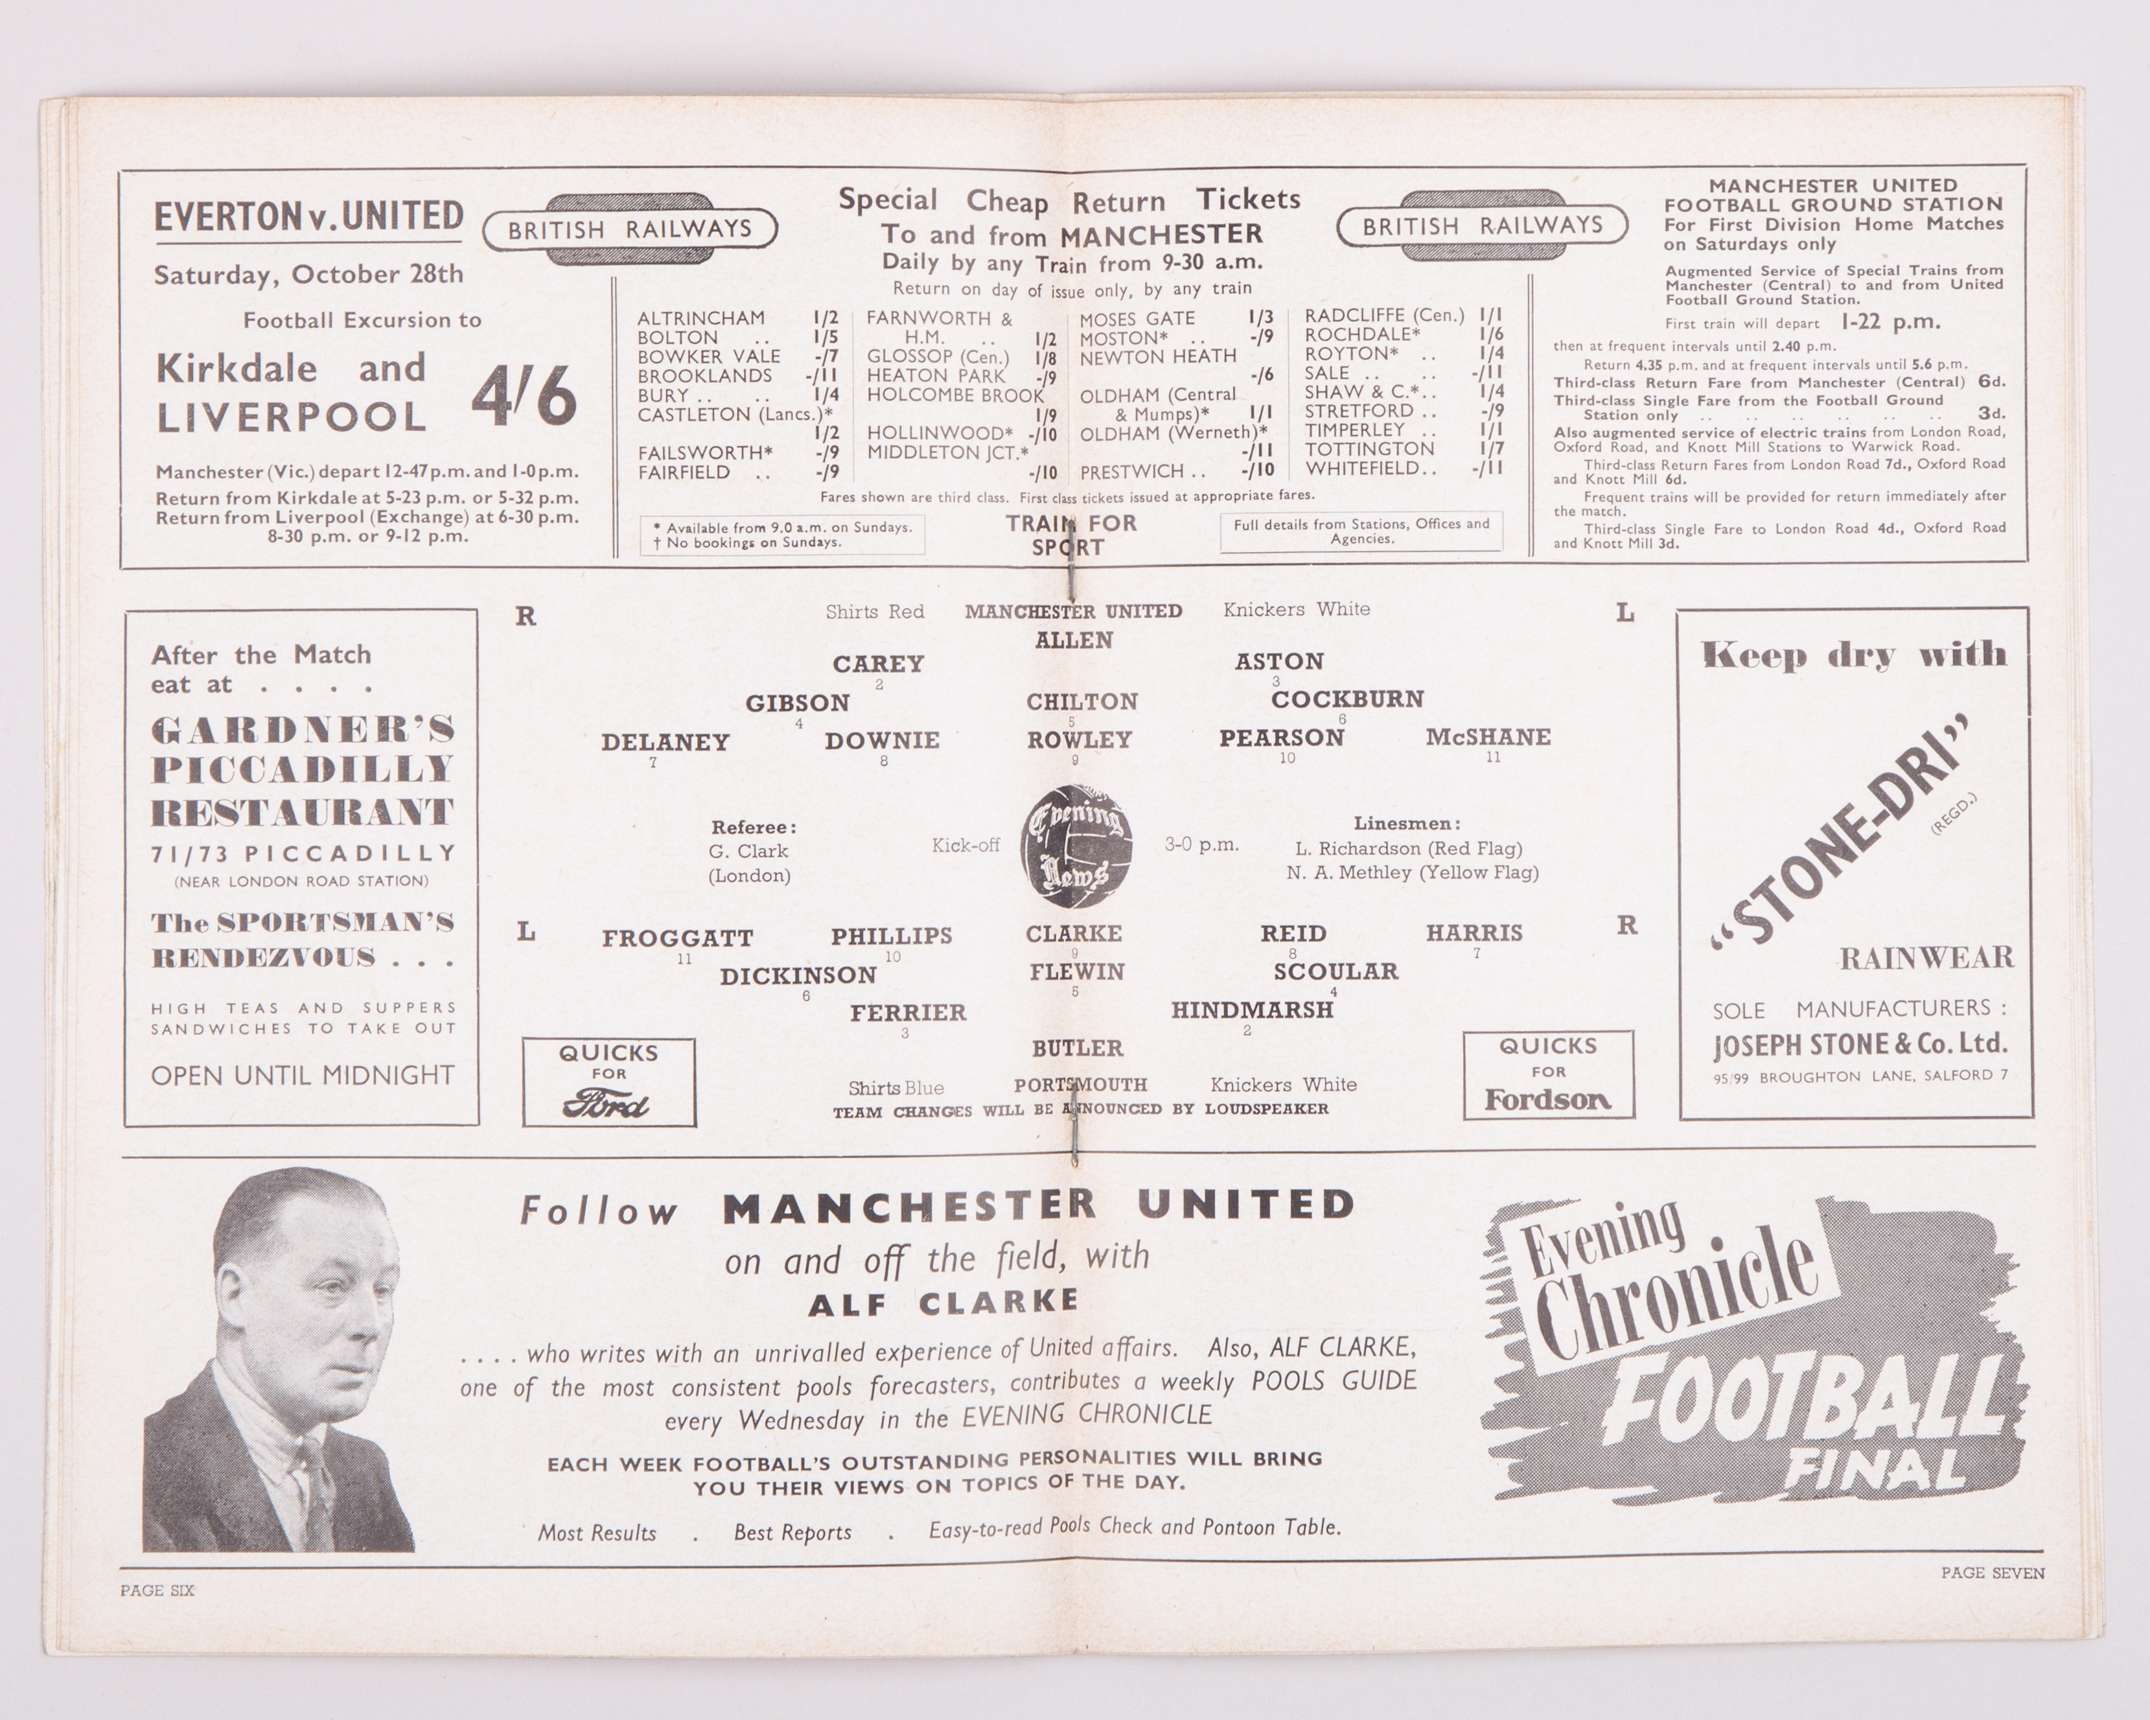 EVERTON v. UNITED
Saturday, October 28th
Football Excursion to
Kirkdale and
LIVERPOOL 4/6
Manchester (Vic.) depart 12-47 p.m. and 1-0 p.m.
Return from Kirkdale at 5-23 p.m. or 5-32 p.m.
Return from Liverpool (Exchange) at 6-30 p.m.
8-30 p.m. or 9-12 p.m.
BRITISH RAILWAYS
Special Cheap Return Tickets
To and from MANCHESTER
Daily by any Train from 9-30 a.m.
Return on day of issue only, by any train
BRITISH RAILWAYS
ALTRINCHAM 1/2
BOLTON .. 1/5
BOWKER VALE -/7
BROOKLANDS -/11
BURY .. .. 1/4
CASTLETON (Lancs.)*
1/2
FAILSWORTH* -/9
FAIRFIELD .. -/9
FARNWORTH &
H.M. .. 1/2
GLOSSOP (Cen.) 1/8
HEATON PARK -/9
HOLCOMBE BROOK
1/9
HOLLINWOOD* -/10
MIDDLETON JCT.*
-/10
MOSES GATE 1/3
MOSTON* .. -/9
NEWTON HEATH
-/6
OLDHAM (Central
& Mumps)* 1/1
OLDHAM (Werneth)*
-/11
PRESTWICH .. -/10
RADCLIFFE (Cen.) 1/1
ROCHDALE* 1/6
ROYTON* .. 1/4
SALE .. .. -/11
SHAW & C.*.. 1/4
STRETFORD .. -/9
TIMPERLEY .. 1/1
TOTTINGTON 1/7
WHITEFIELD.. -/11
Fares shown are third class. First class tickets issued at appropriate fares.
* Available from 9.0 a.m. on Sundays.
† No bookings on Sundays.
TRAIN FOR
SPORT
Full details from Stations, Offices and
Agencies.
MANCHESTER UNITED
FOOTBALL GROUND STATION
For First Division Home Matches
on Saturdays only
Augmented Service of Special Trains from
Manchester (Central) to and from United
Football Ground Station.
First train will depart 1-22 p.m.
then at frequent intervals until 2.40 p.m.
Return 4.35 p.m. and at frequent intervals until 5.6 p.m.
Third-class Return Fare from Manchester (Central) 6d.
Third-class Single Fare from the Football Ground
Station only .. .. .. .. .. .. 3d.
Also augmented service of electric trains from London Road,
Oxford Road, and Knott Mill Stations to Warwick Road.
Third-class Return Fares from London Road 7d., Oxford Road
and Knott Mill 6d.
Frequent trains will be provided for return immediately after
the match.
Third-class Single Fare to London Road 4d., Oxford Road
and Knott Mill 3d.
After the Match
eat at . . . .
GARDNER'S
PICCADILLY
RESTAURANT
71/73 PICCADILLY
(NEAR LONDON ROAD STATION)
The SPORTSMAN'S
RENDEZVOUS . . .
HIGH TEAS AND SUPPERS
SANDWICHES TO TAKE OUT
OPEN UNTIL MIDNIGHT
R Shirts Red MANCHESTER UNITED Knickers White L
ALLEN
CAREY ASTON
2 3
GIBSON CHILTON COCKBURN
4 5 6
DELANEY DOWNIE ROWLEY PEARSON McSHANE
7 8 9 10 11
Referee:
G. Clark
(London)
Kick-off Evening News 3-0 p.m.
Linesmen:
L. Richardson (Red Flag)
N. A. Methley (Yellow Flag)
L FROGGATT PHILLIPS CLARKE REID HARRIS R
11 10 9 8 7
DICKINSON FLEWIN SCOULAR
6 5 4
FERRIER HINDMARSH
3 2
BUTLER
Shirts Blue PORTSMOUTH Knickers White
TEAM CHANGES WILL BE ANNOUNCED BY LOUDSPEAKER
QUICKS
FOR
Ford
QUICKS
FOR
Fordson
Keep dry with
"STONE-DRI"
(REGD.)
RAINWEAR
SOLE MANUFACTURERS :
JOSEPH STONE & Co. Ltd.
95/99 BROUGHTON LANE, SALFORD 7
Follow MANCHESTER UNITED
on and off the field, with
ALF CLARKE
. . . . who writes with an unrivalled experience of United affairs. Also, ALF CLARKE,
one of the most consistent pools forecasters, contributes a weekly POOLS GUIDE
every Wednesday in the EVENING CHRONICLE
EACH WEEK FOOTBALL'S OUTSTANDING PERSONALITIES WILL BRING
YOU THEIR VIEWS ON TOPICS OF THE DAY.
Most Results . Best Reports . Easy-to-read Pools Check and Pontoon Table.
Evening
Chronicle
FOOTBALL
FINAL
PAGE SIX
PAGE SEVEN